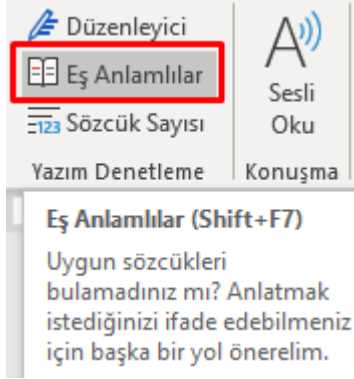 Düzenleyici
Eş Anlamlılar
123 Sözcük Sayısı
Yazım Denetleme
A
Sesli
Oku
Konuşma
Eş Anlamlılar (Shift+F7)
Uygun sözcükleri
bulamadınız mı? Anlatmak
istediğinizi ifade edebilmeniz
için başka bir yol önerelim.